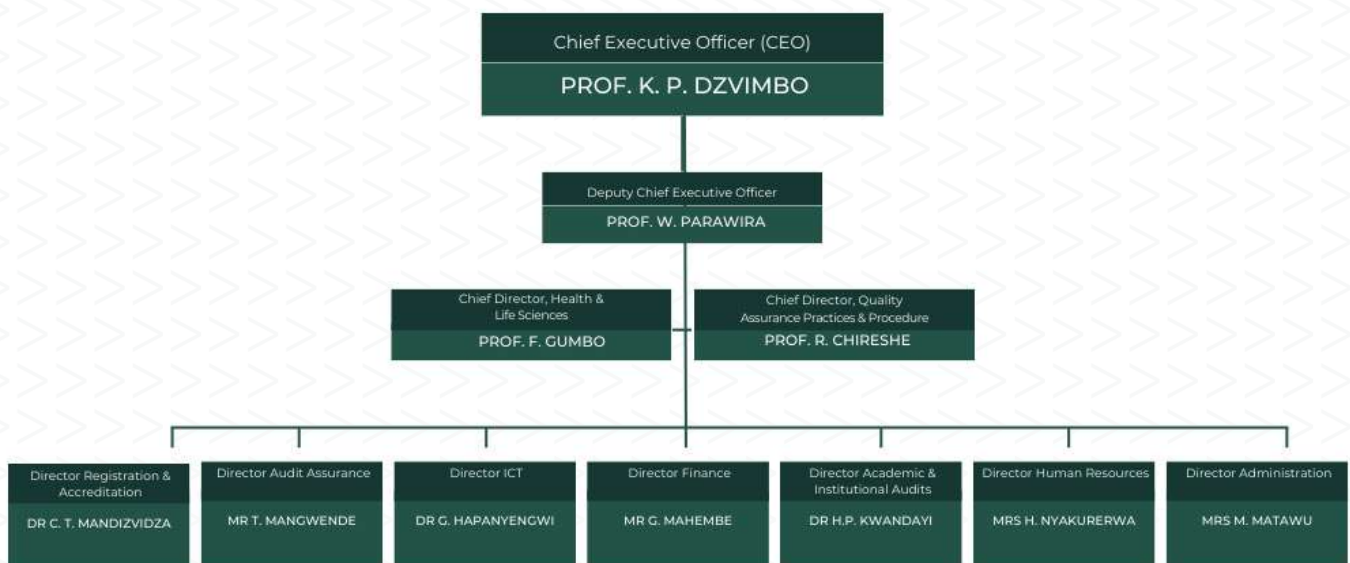 Chief Executive Officer (CEO)
PROF. K. P. DZVIMBO
Deputy Chief Executive Officer
PROF. W. PARAWIRA
Chief Director, Health &
Life Sciences
PROF. F. GUMBO
Chief Director, Quality
Assurance Practices & Procedure
PROF. R. CHIRESHE
Director Registration &
Accreditation
DR C. T. MANDIZVIDZA
Director Audit Assurance
MR T. MANGWENDE
Director ICT
DR G. HAPANYENGWI
Director Finance
MR G. MAHEMBE
Director Academic &
Institutional Audits
DR H.P. KWANDAYI
Director Human Resources
MRS H. NYAKURERWA
Director Administration
MRS M. MATAWU